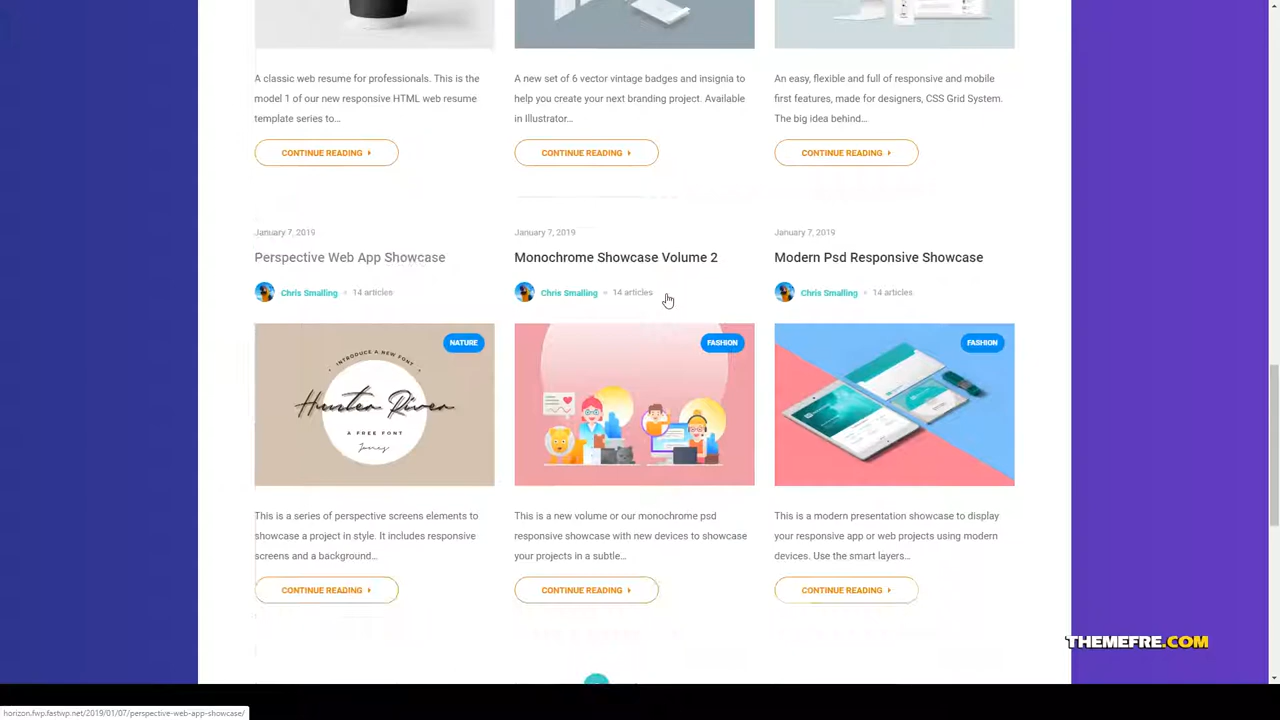 A classic web resume for professionals. This is the
model 1 of our new responsive HTML web resume
template series to...
CONTINUE READING
A new set of 6 vector vintage badges and insignia to
help you create your next branding project. Available
in Illustrator...
CONTINUE READING
An easy, flexible and full of responsive and mobile
first features, made for designers, CSS Grid System.
The big idea behind...
CONTINUE READING
January 7, 2019
Perspective Web App Showcase
Chris Smalling 14 articles
NATURE
INTRODUCE A NEW FONT
Hunter River
A FREE FONT
Jones
This is a series of perspective screens elements to
showcase a project in style. It includes responsive
screens and a background...
CONTINUE READING
January 7, 2019
Monochrome Showcase Volume 2
Chris Smalling 14 articles
FASHION
This is a new volume or our monochrome psd
responsive showcase with new devices to showcase
your projects in a subtle...
CONTINUE READING
January 7, 2019
Modern Psd Responsive Showcase
Chris Smalling 14 articles
FASHION
This is a modern presentation showcase to display
your responsive app or web projects using modern
devices. Use the smart layers...
CONTINUE READING
THEMEFRE.COM
horizon.fwp.fastwp.net/2019/01/07/perspective-web-app-showcase/